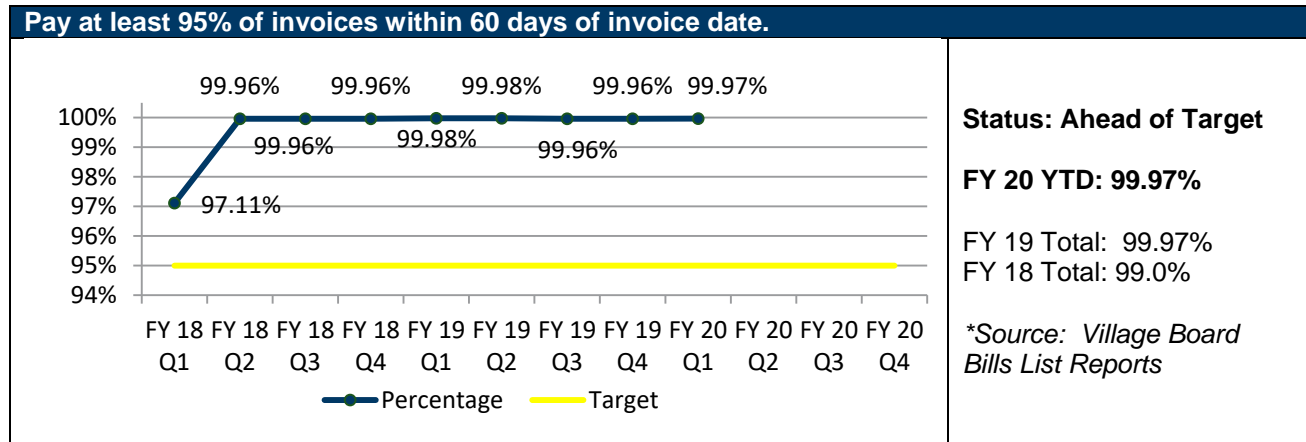 Pay at least 95% of invoices within 60 days of invoice date.
99.96% 99.96% 99.98% 99.96% 99.97%
100%
99%
99.96% 99.98% 99.96%
98%
97%
97.11%
96%
95%
94%
FY 18 FY 18 FY 18 FY 18 FY 19 FY 19 FY 19 FY 19 FY 20 FY 20 FY 20 FY 20
Q1 Q2 Q3 Q4 Q1 Q2 Q3 Q4 Q1 Q2 Q3 Q4
Percentage Target
Status: Ahead of Target
FY 20 YTD: 99.97%
FY 19 Total: 99.97%
FY 18 Total: 99.0%
*Source: Village Board
Bills List Reports